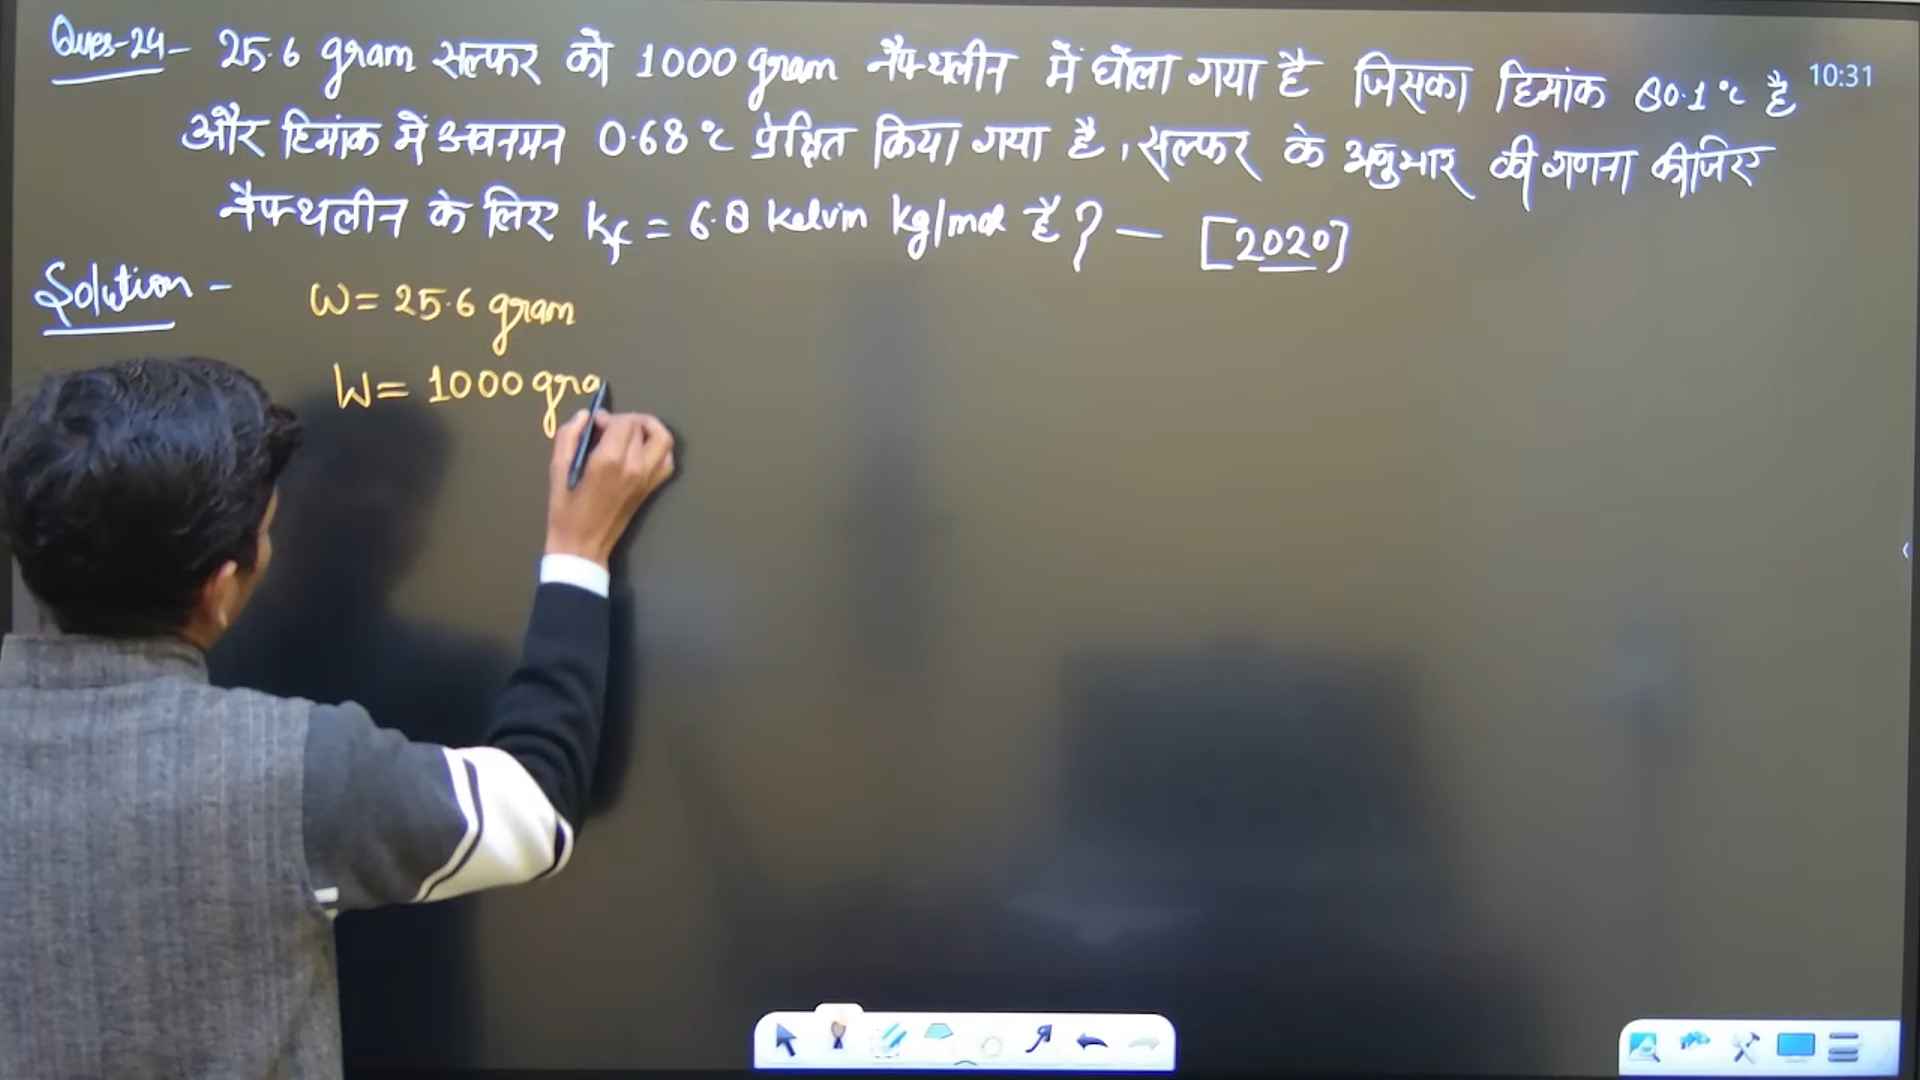 Ques-24- 25.6 gram सल्फर को 1000 gram नैफ्थलीन में घोला गया है जिसका हिमांक 80.1°c है
10:31
और हिमांक में अवनमन 0.68°c प्रेक्षित किया गया है, सल्फर के अणुभार की गणना कीजिए
नैफ्थलीन के लिए kf = 6.8 kelvin kg/mol है? - [2020]
Solution -
w = 25.6 gram
W = 1000 gra